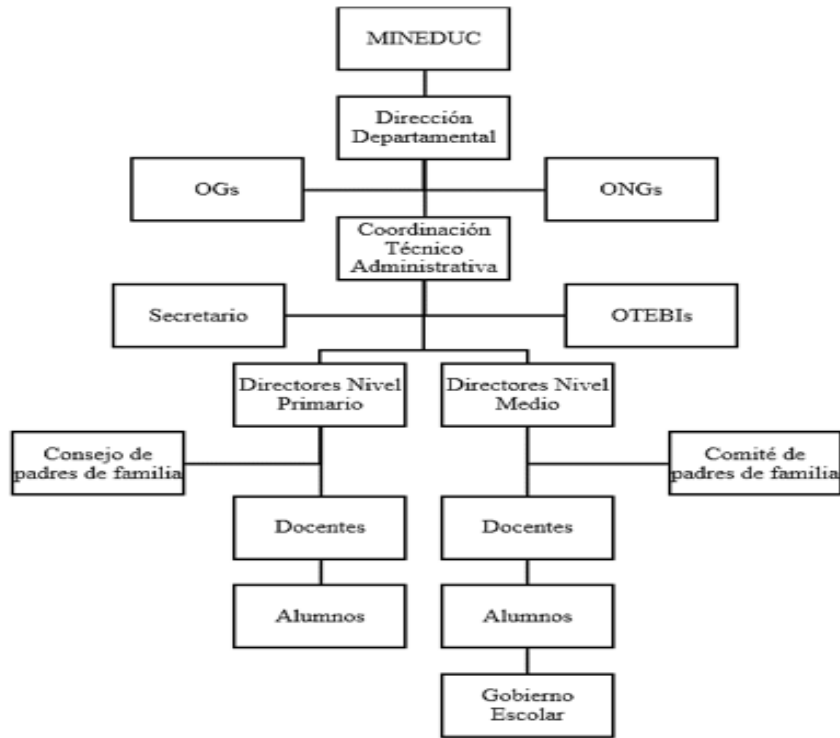 MINEDUC
Dirección
Departamental
OGs
ONGs
Coordinación
Técnico
Administrativa
Secretario
OTEBIs
Directores Nivel
Primario
Directores Nivel
Medio
Consejo de
padres de familia
Comité de
padres de familia
Docentes
Docentes
Alumnos
Alumnos
Gobierno
Escolar